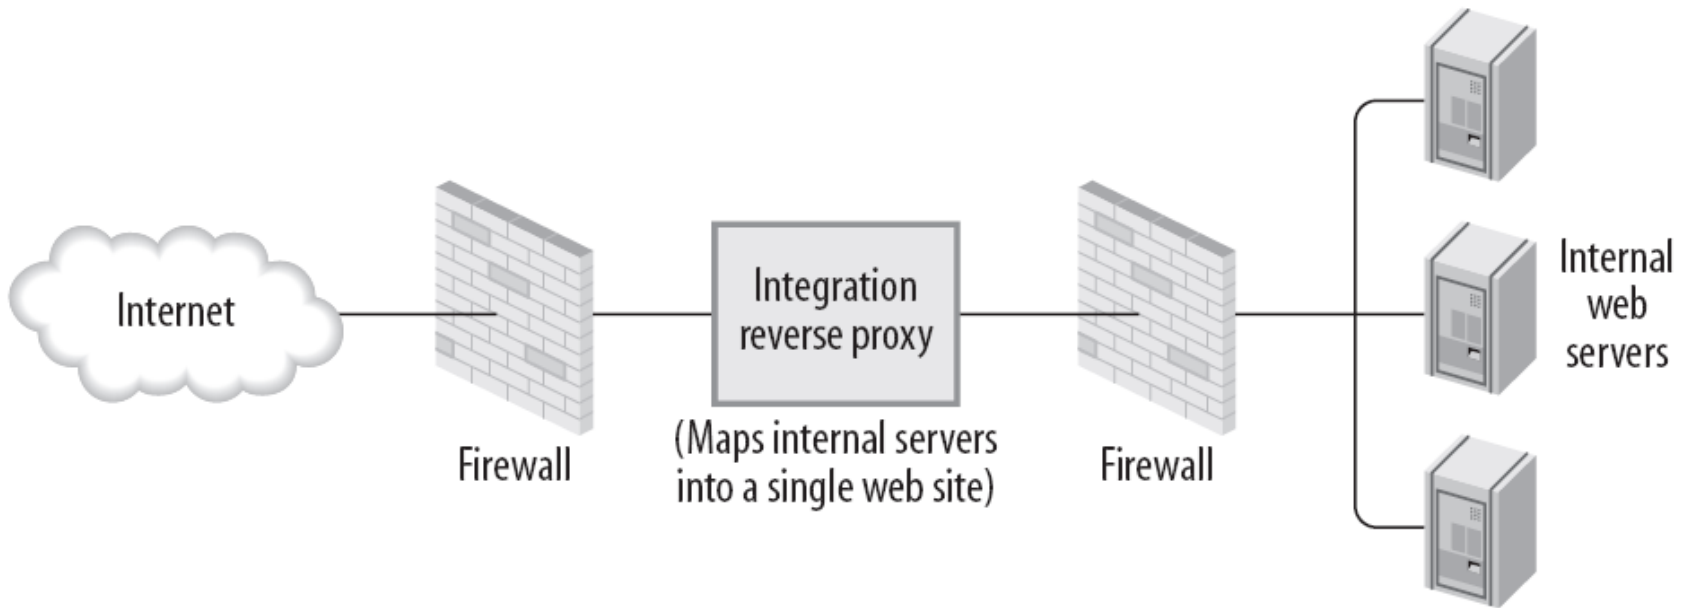 Internet
Firewall
Integration
reverse proxy
(Maps internal servers
into a single web site)
Firewall
Internal
web
servers